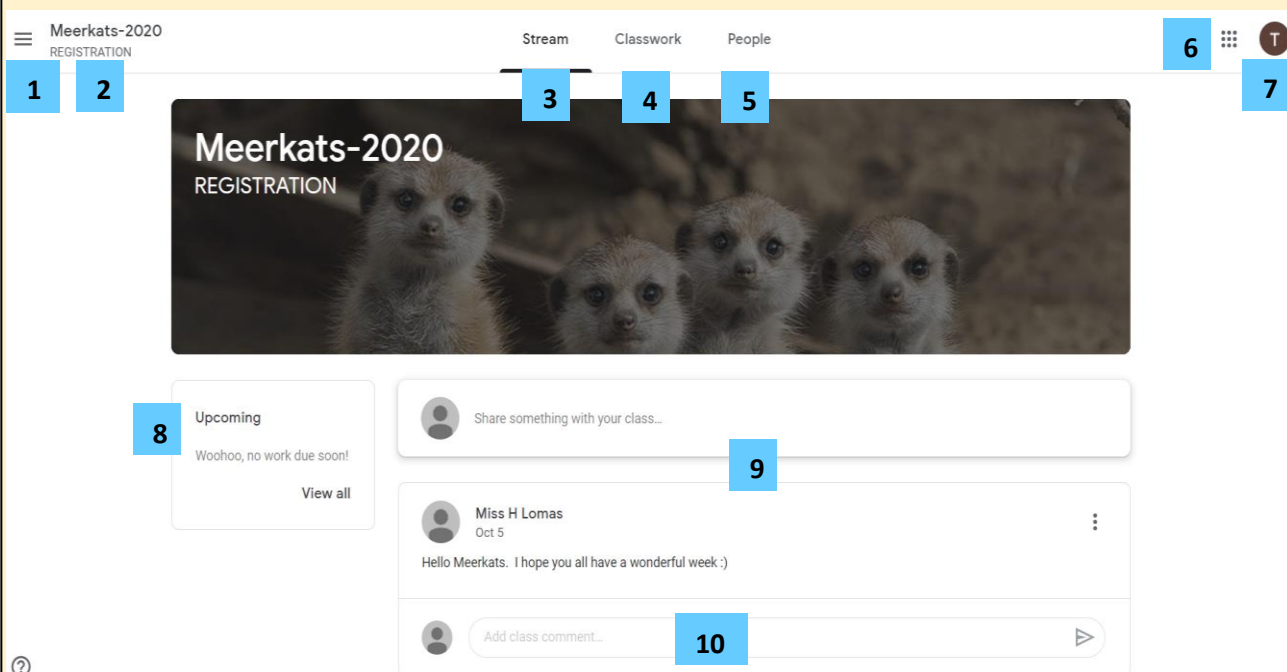 Meerkats-2020
REGISTRATION
Stream Classwork People
6
T
1
2
3
4
5
7
Meerkats-2020
REGISTRATION
8
Upcoming
Woohoo, no work due soon!
View all
Share something with your class...
9
Miss H Lomas
Oct 5
Hello Meerkats. I hope you all have a wonderful week :)
Add class comment...
10
?